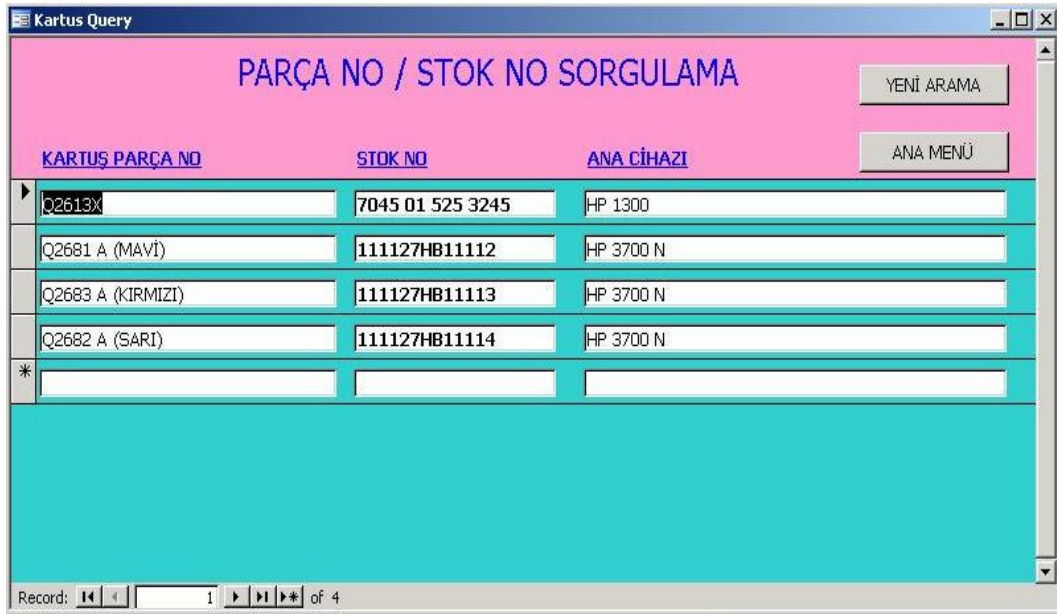 Kartus Query
PARÇA NO / STOK NO SORGULAMA
YENİ ARAMA
ANA MENÜ
KARTUŞ PARÇA NO STOK NO ANA CİHAZI
Q2613X 7045 01 525 3245 HP 1300
Q2681 A (MAVİ) 111127HB11112 HP 3700 N
Q2683 A (KIRMIZI) 111127HB11113 HP 3700 N
Q2682 A (SARI) 111127HB11114 HP 3700 N
Record: 1 of 4